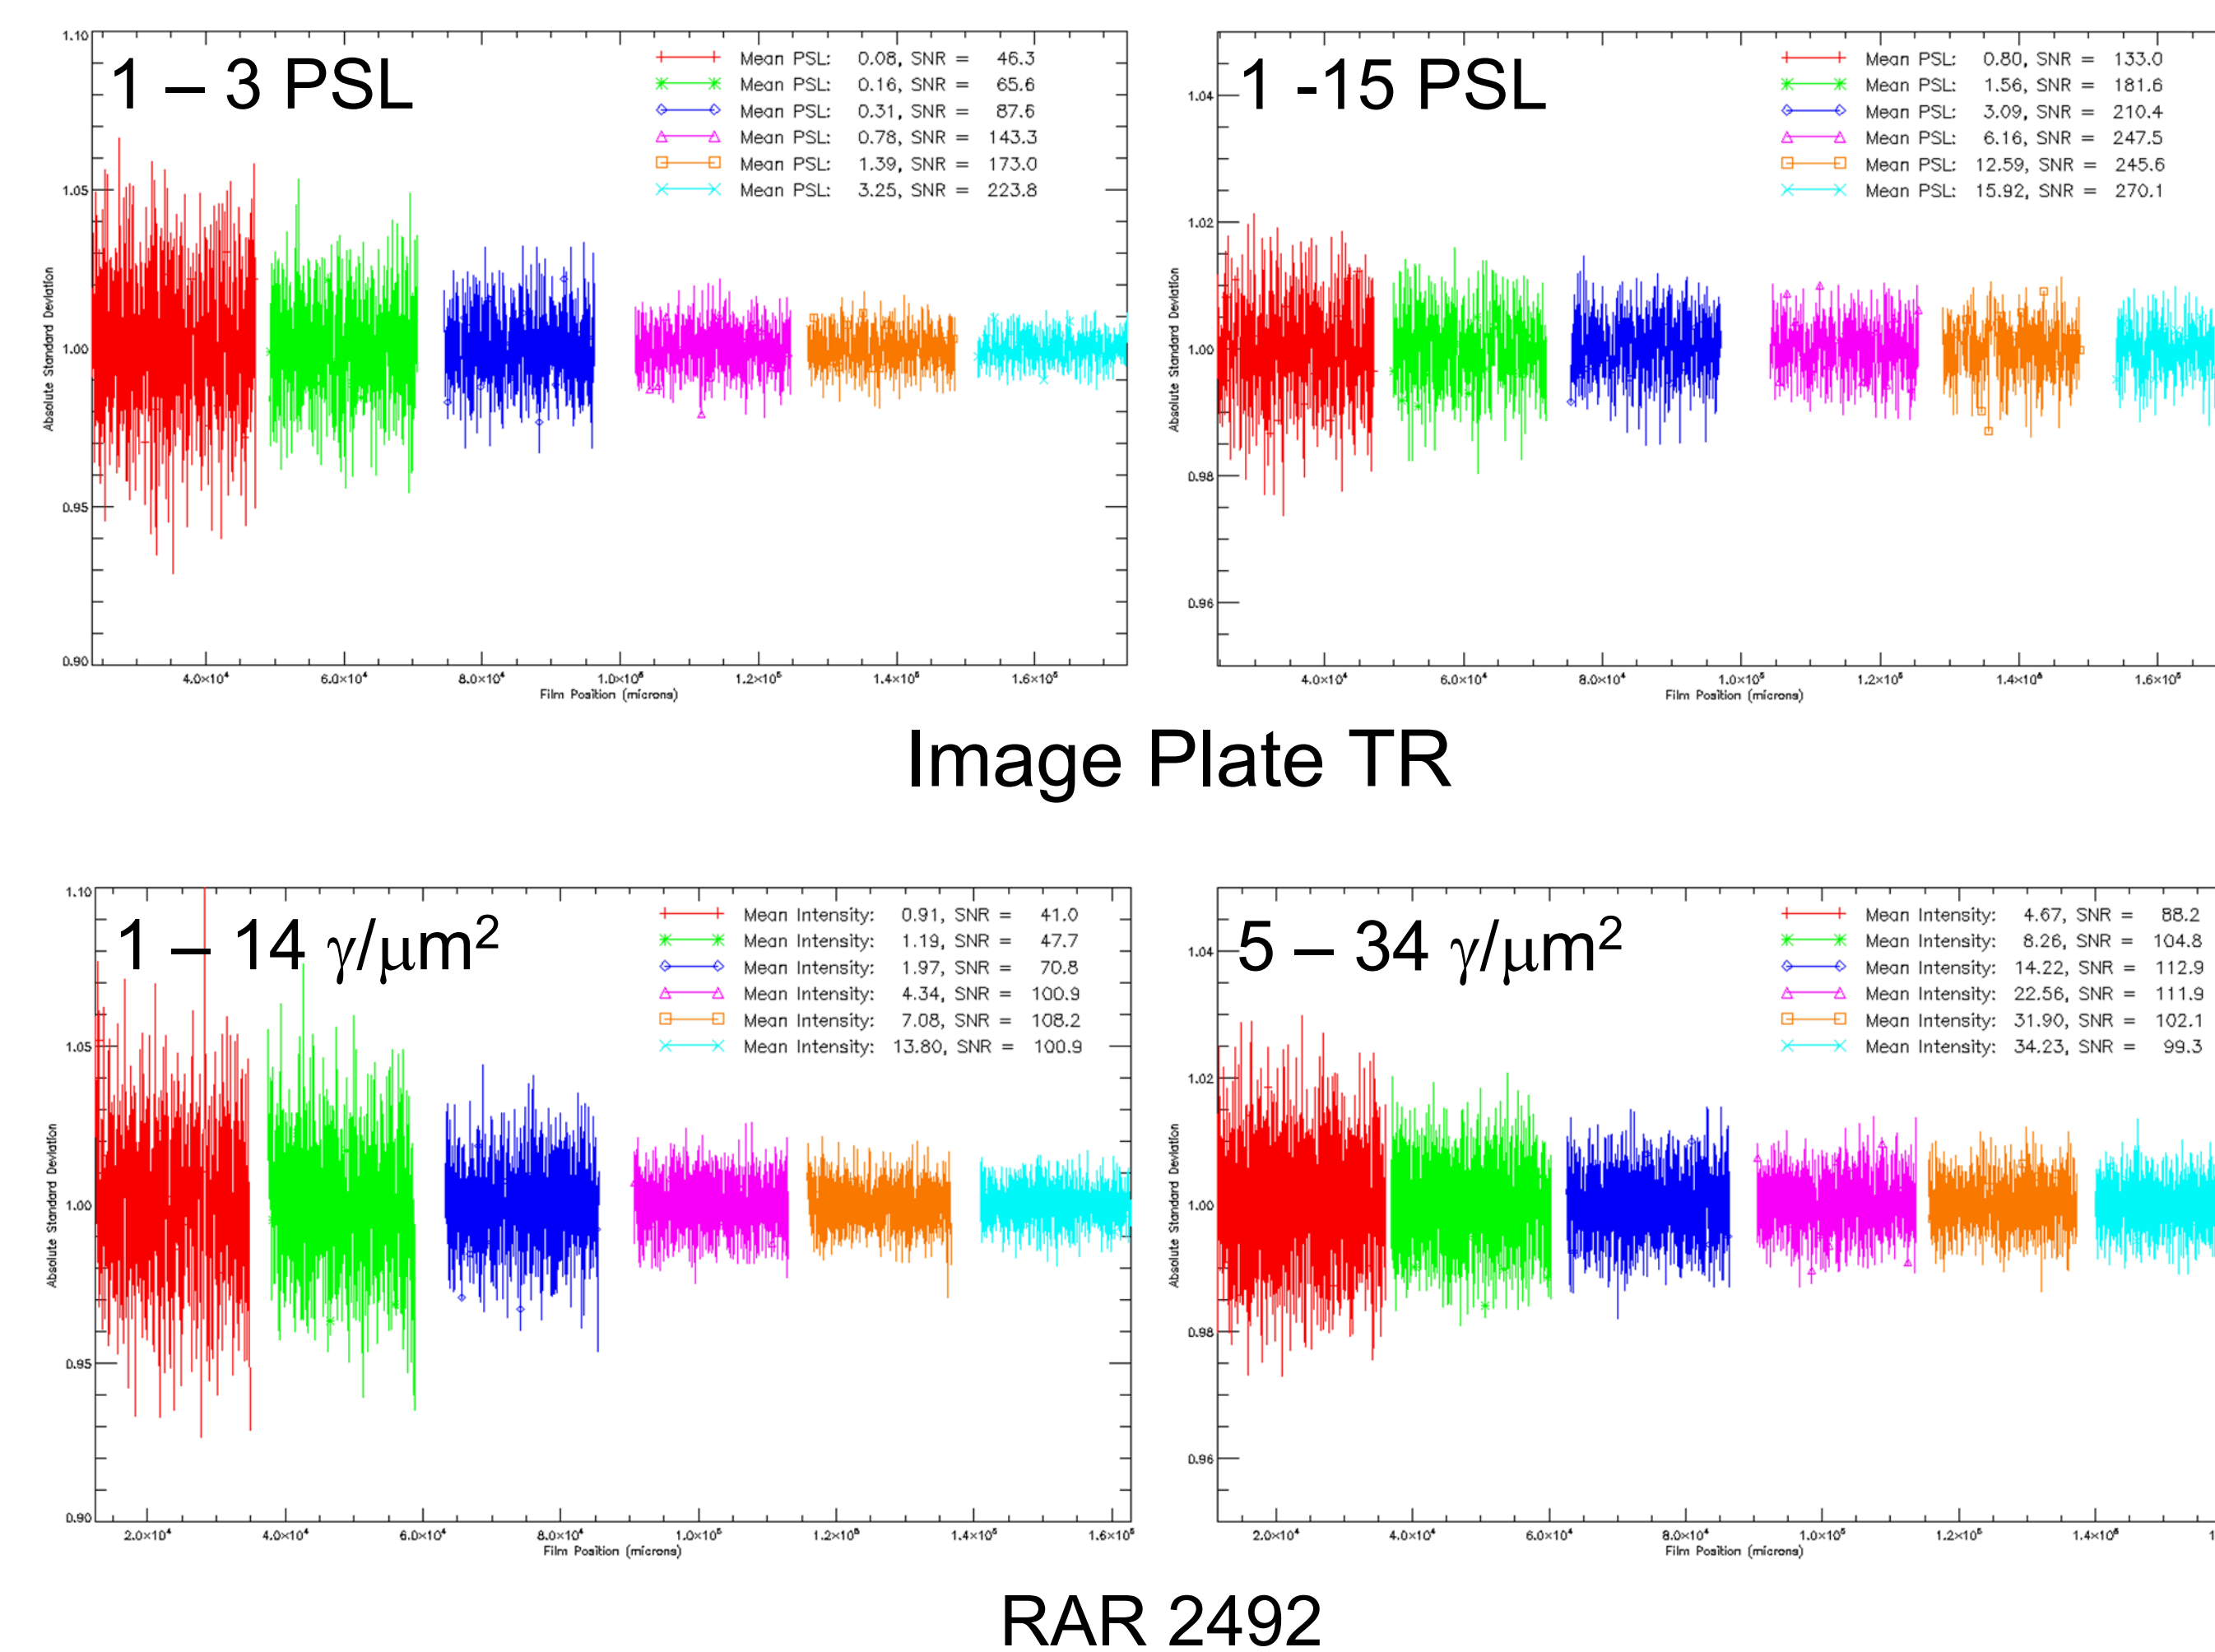 1 – 3 PSL
Mean PSL: 0.08, SNR = 46.3
Mean PSL: 0.16, SNR = 65.6
Mean PSL: 0.31, SNR = 87.6
Mean PSL: 0.78, SNR = 143.3
Mean PSL: 1.39, SNR = 173.0
Mean PSL: 3.25, SNR = 223.8
1.10
1.05
1.00
0.95
0.90
Absolute Standard Deviation
4.0×10⁴ 6.0×10⁴ 8.0×10⁴ 1.0×10⁵ 1.2×10⁵ 1.4×10⁵ 1.6×10⁵
Film Position (microns)
1 -15 PSL
Mean PSL: 0.80, SNR = 133.0
Mean PSL: 1.56, SNR = 181.6
Mean PSL: 3.09, SNR = 210.4
Mean PSL: 6.16, SNR = 247.5
Mean PSL: 12.59, SNR = 245.6
Mean PSL: 15.92, SNR = 270.1
1.04
1.02
1.00
0.98
0.96
Absolute Standard Deviation
4.0×10⁴ 6.0×10⁴ 8.0×10⁴ 1.0×10⁵ 1.2×10⁵ 1.4×10⁵ 1.6×10⁵
Film Position (microns)
Image Plate TR
1 – 14 γ/μm²
Mean Intensity: 0.91, SNR = 41.0
Mean Intensity: 1.19, SNR = 47.7
Mean Intensity: 1.97, SNR = 70.8
Mean Intensity: 4.34, SNR = 100.9
Mean Intensity: 7.08, SNR = 108.2
Mean Intensity: 13.80, SNR = 100.9
1.10
1.05
1.00
0.95
0.90
Absolute Standard Deviation
2.0×10⁴ 4.0×10⁴ 6.0×10⁴ 8.0×10⁴ 1.0×10⁵ 1.2×10⁵ 1.4×10⁵ 1.6×10⁵
Film Position (microns)
5 – 34 γ/μm²
Mean Intensity: 4.67, SNR = 88.2
Mean Intensity: 8.26, SNR = 104.8
Mean Intensity: 14.22, SNR = 112.9
Mean Intensity: 22.56, SNR = 111.9
Mean Intensity: 31.90, SNR = 102.1
Mean Intensity: 34.23, SNR = 99.3
1.04
1.02
1.00
0.98
0.96
Absolute Standard Deviation
2.0×10⁴ 4.0×10⁴ 6.0×10⁴ 8.0×10⁴ 1.0×10⁵ 1.2×10⁵ 1.4×10⁵
Film Position (microns)
RAR 2492